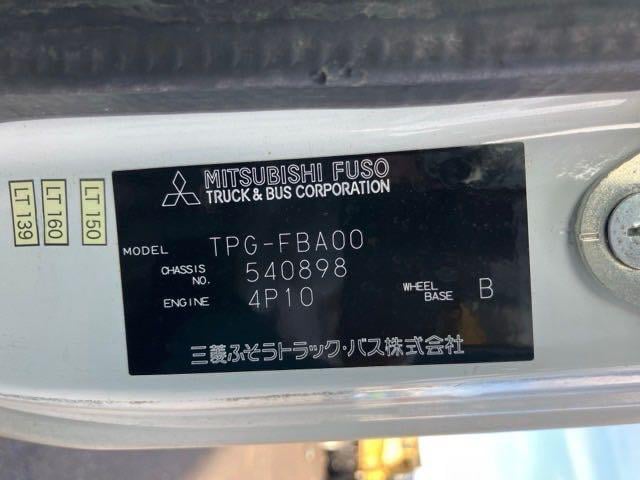 MITSUBISHI FUSO
TRUCK & BUS CORPORATION
MODEL TPG-FBA00
CHASSIS NO. 540898
ENGINE 4P10 WHEEL BASE B
三菱ふそうトラック・バス株式会社
LT 139
LT 160
LT 150